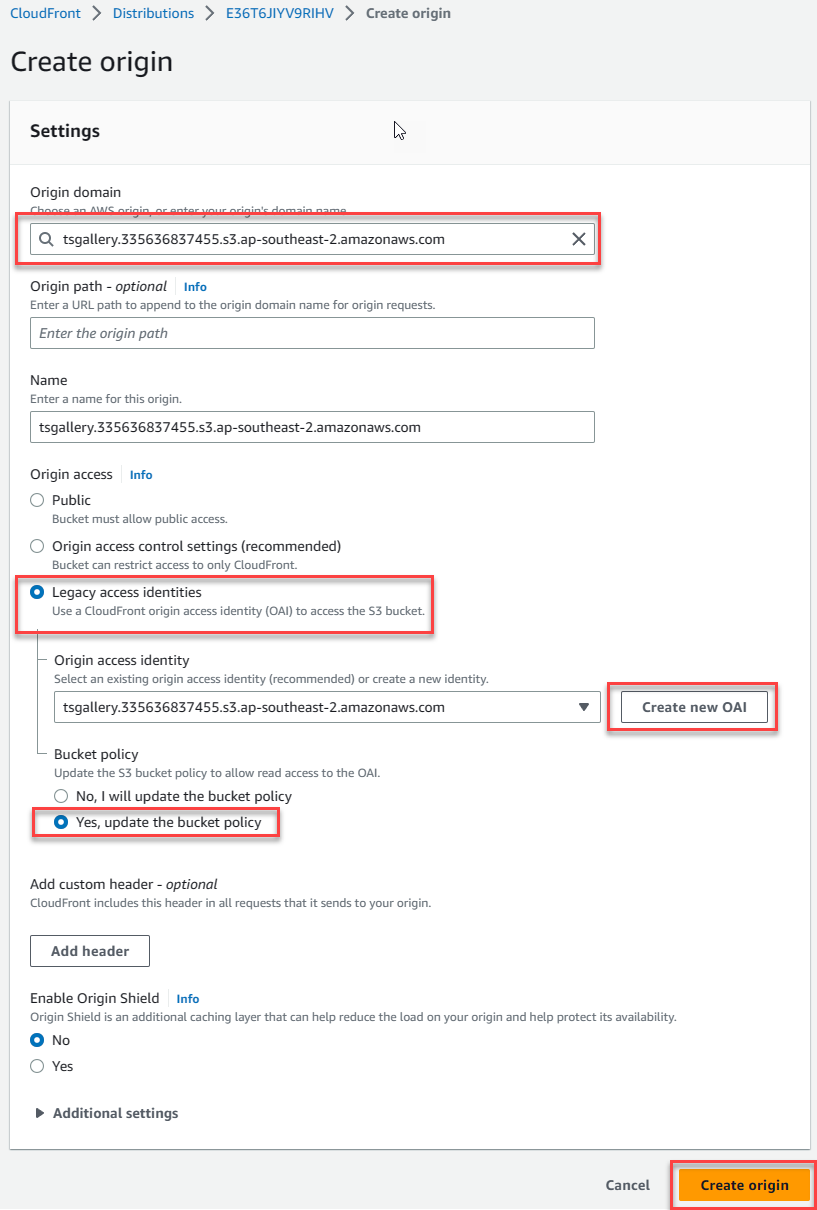 CloudFront > Distributions > E36T6JIYV9RIHV > Create origin
Create origin
Settings
Origin domain
Choose an AWS origin, or enter your origin's domain name.
tsgallery.335636837455.s3.ap-southeast-2.amazonaws.com
Origin path - optional Info
Enter a URL path to append to the origin domain name for origin requests.
Enter the origin path
Name
Enter a name for this origin.
tsgallery.335636837455.s3.ap-southeast-2.amazonaws.com
Origin access Info
Public
Bucket must allow public access.
Origin access control settings (recommended)
Bucket can restrict access to only CloudFront.
Legacy access identities
Use a CloudFront origin access identity (OAI) to access the S3 bucket.
Origin access identity
Select an existing origin access identity (recommended) or create a new identity.
tsgallery.335636837455.s3.ap-southeast-2.amazonaws.com Create new OAI
Bucket policy
Update the S3 bucket policy to allow read access to the OAI.
No, I will update the bucket policy
Yes, update the bucket policy
Add custom header - optional
CloudFront includes this header in all requests that it sends to your origin.
Add header
Enable Origin Shield Info
Origin Shield is an additional caching layer that can help reduce the load on your origin and help protect its availability.
No
Yes
Additional settings
Cancel Create origin